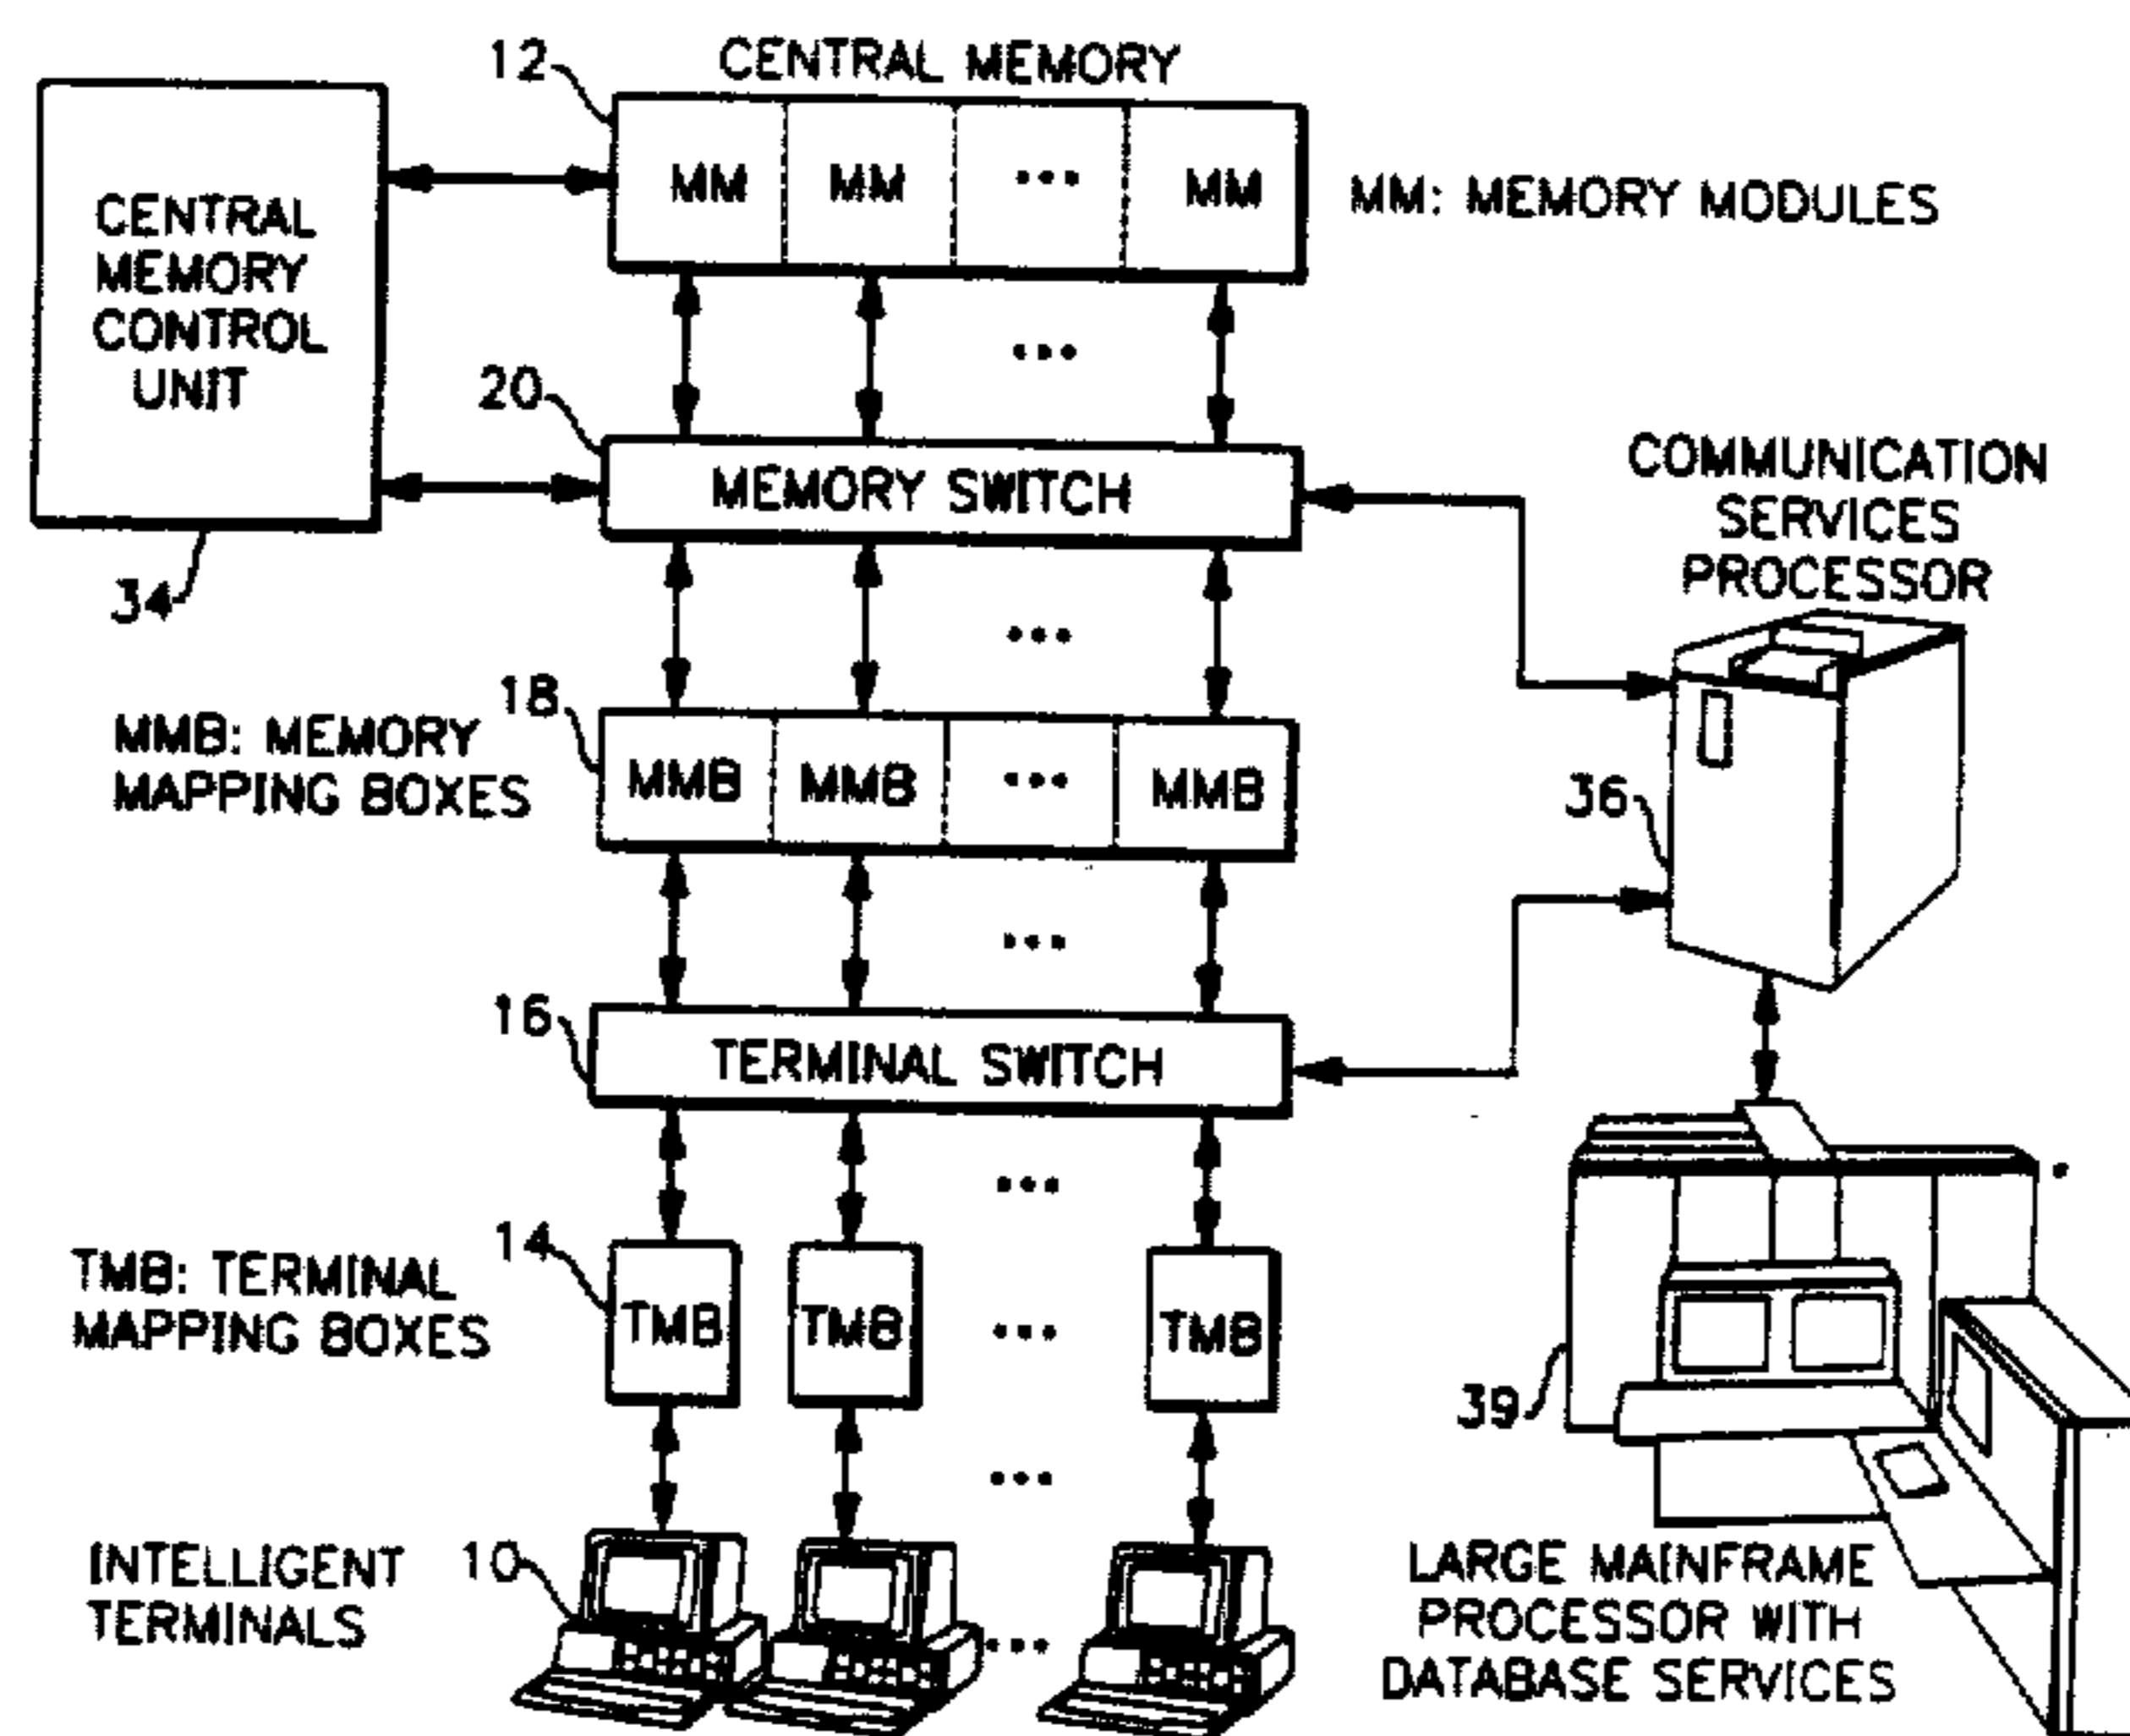 12
CENTRAL MEMORY
CENTRAL
MEMORY
CONTROL
UNIT
34
MM MM ... MM
MM: MEMORY MODULES
...
20
MEMORY SWITCH
COMMUNICATION
SERVICES
PROCESSOR
...
18
MMB: MEMORY
MAPPING BOXES
MMB MMB ... MMB
36
...
16
TERMINAL SWITCH
...
14
TMB: TERMINAL
MAPPING BOXES
TMB TMB ... TMB
39
...
INTELLIGENT
TERMINALS
10
...
LARGE MAINFRAME
PROCESSOR WITH
DATABASE SERVICES